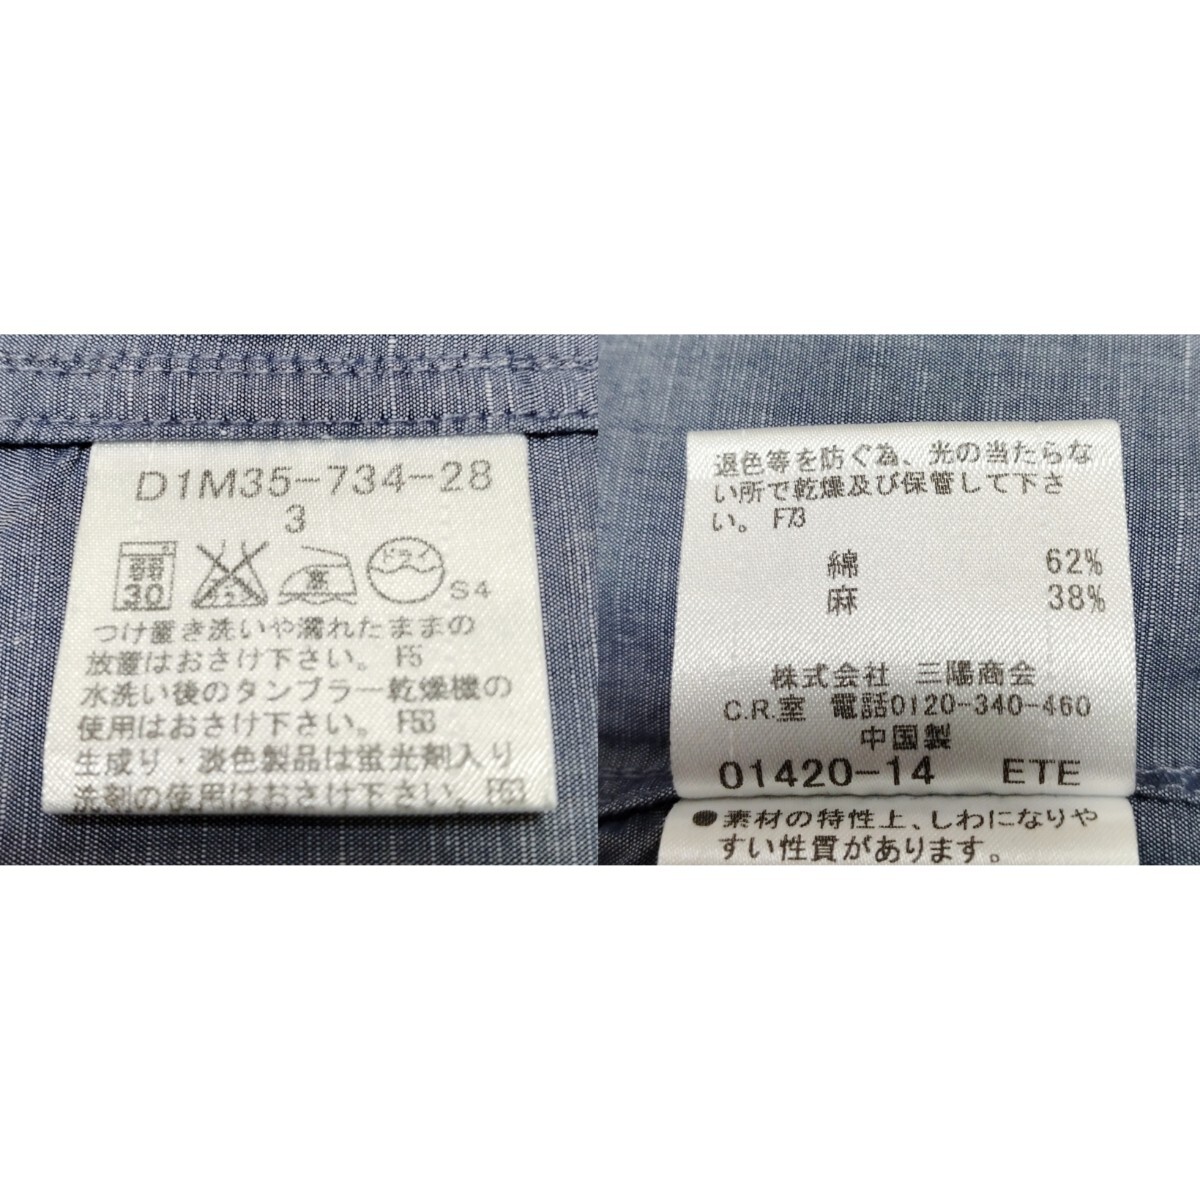 D1M35-734-28
3
弱
30
高
ドライ
S4
つけ置き洗いや濡れたままの
放置はおさけ下さい。 F5
水洗い後のタンブラー乾燥機の
使用はおさけ下さい。 F53
生成り・淡色製品は蛍光剤入り
洗剤の使用はおさけ下さい。 F63
退色等を防ぐ為、光の当たらな
い所で乾燥及び保管して下さ
い。 F73
綿 62%
麻 38%
株式会社 三陽商会
C.R.室 電話0120-340-460
中国製
01420-14 ETE
●素材の特性上、しわになりや
すい性質があります。